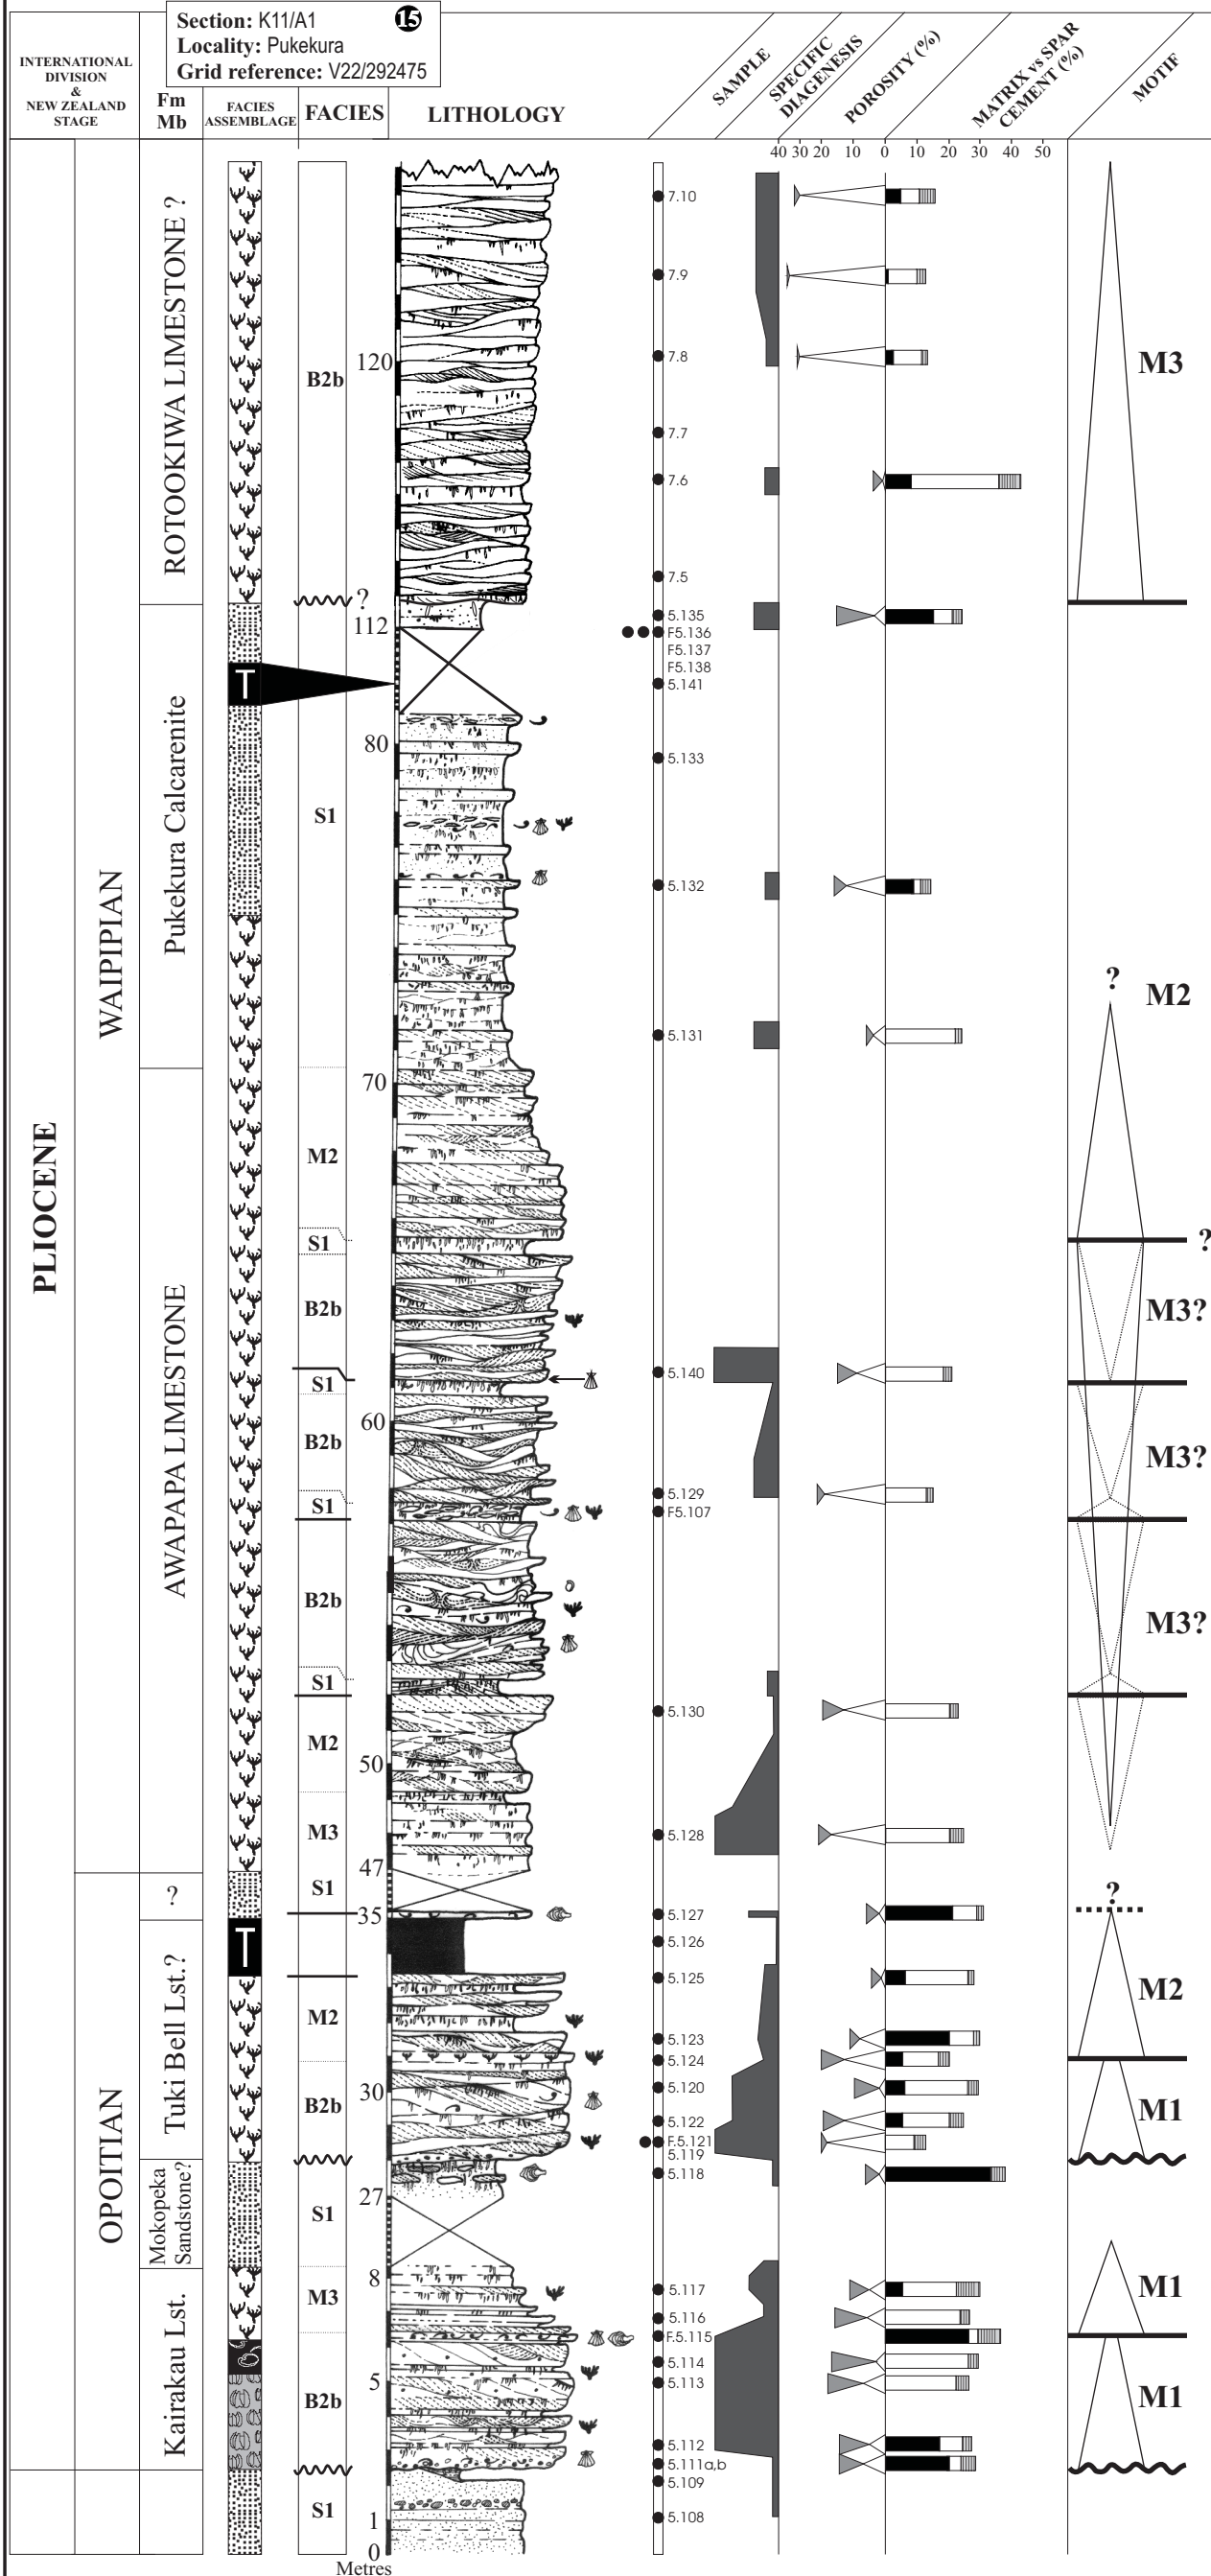 Section: K11/A1
15
Locality: Pukekura
Grid reference: V22/292475
INTERNATIONAL
DIVISION
&
NEW ZEALAND
STAGE
Fm
Mb
FACIES
ASSEMBLAGE
FACIES
LITHOLOGY
SAMPLE
SPECIFIC
DIAGENESIS
POROSITY (%)
MATRIX vs SPAR
CEMENT (%)
MOTIF
40 30 20 10 0 10 20 30 40 50
PLIOCENE
WAIPIPIAN
OPOITIAN
ROTOOKIWA LIMESTONE ?
Pukekura Calcarenite
AWAPAPA LIMESTONE
?
Tuki Bell Lst.?
Mokopeka
Sandstone?
Kairakau Lst.
T
T
B2b
?
S1
M2
S1
B2b
S1
B2b
S1
B2b
S1
M2
M3
S1
M2
B2b
S1
M3
B2b
S1
120
112
80
70
60
50
47
35
30
27
8
5
1
0
Metres
7.10
7.9
7.8
7.7
7.6
7.5
5.135
F5.136
F5.137
F5.138
5.141
5.133
5.132
5.131
5.140
5.129
F5.107
5.130
5.128
5.127
5.126
5.125
5.123
5.124
5.120
5.122
F.5.121
5.119
5.118
5.117
5.116
F.5.115
5.114
5.113
5.112
5.111a,b
5.109
5.108
M3
?
M2
?
M3?
M3?
M3?
?
M2
M1
M1
M1